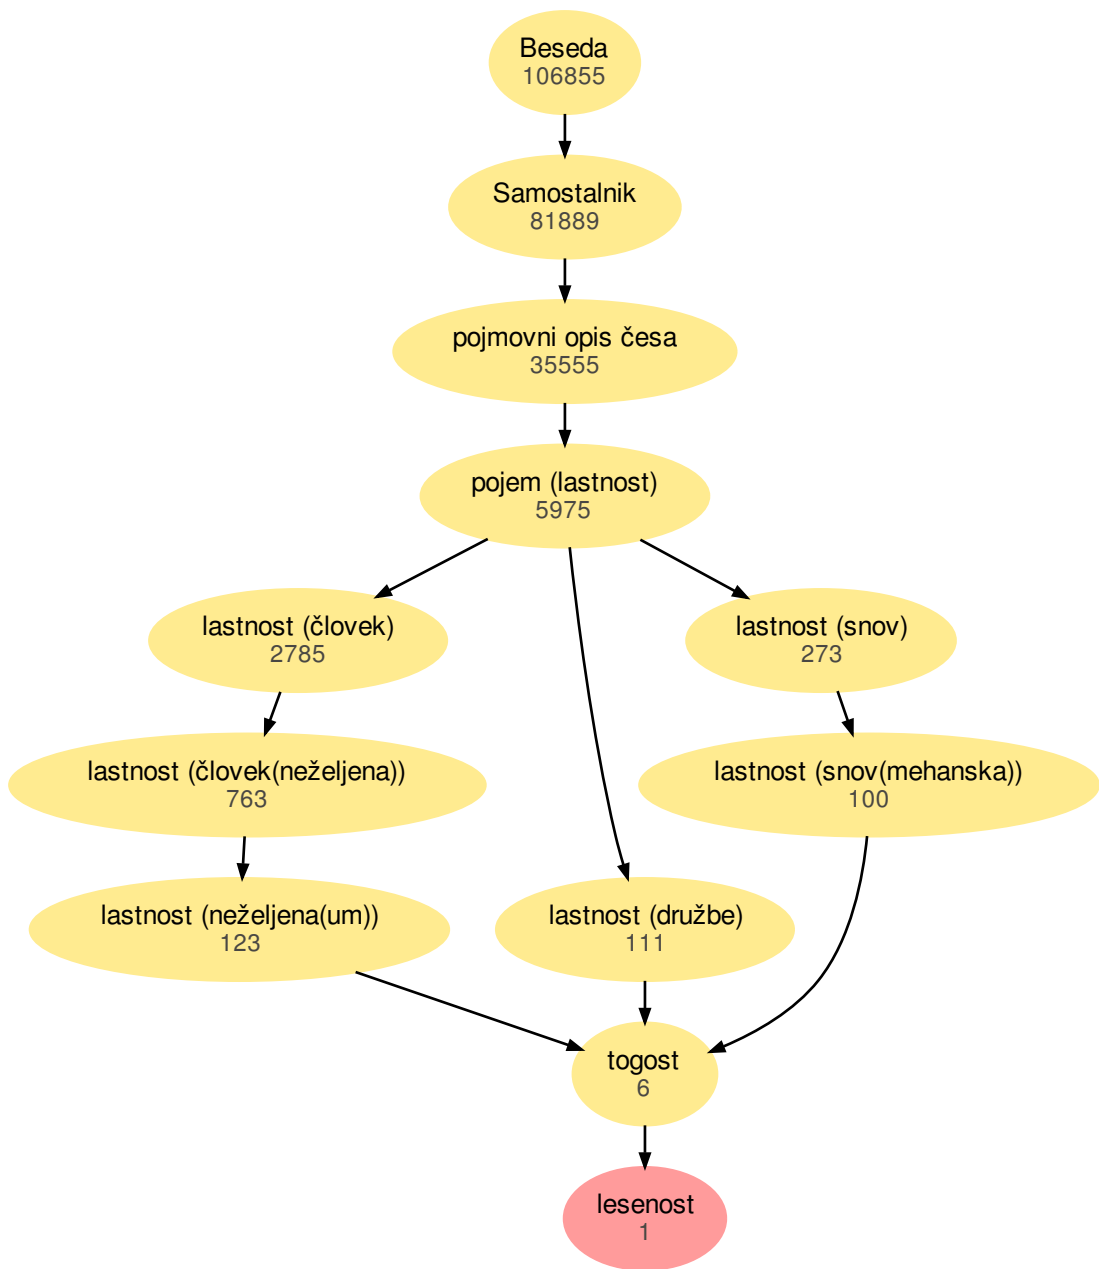 Beseda
106855
Samostalnik
81889
pojmovni opis česa
35555
pojem (lastnost)
5975
lastnost (človek)
2785
lastnost (snov)
273
lastnost (človek(neželjena))
763
lastnost (snov(mehanska))
100
lastnost (neželjena(um))
123
lastnost (družbe)
111
togost
6
lesenost
1